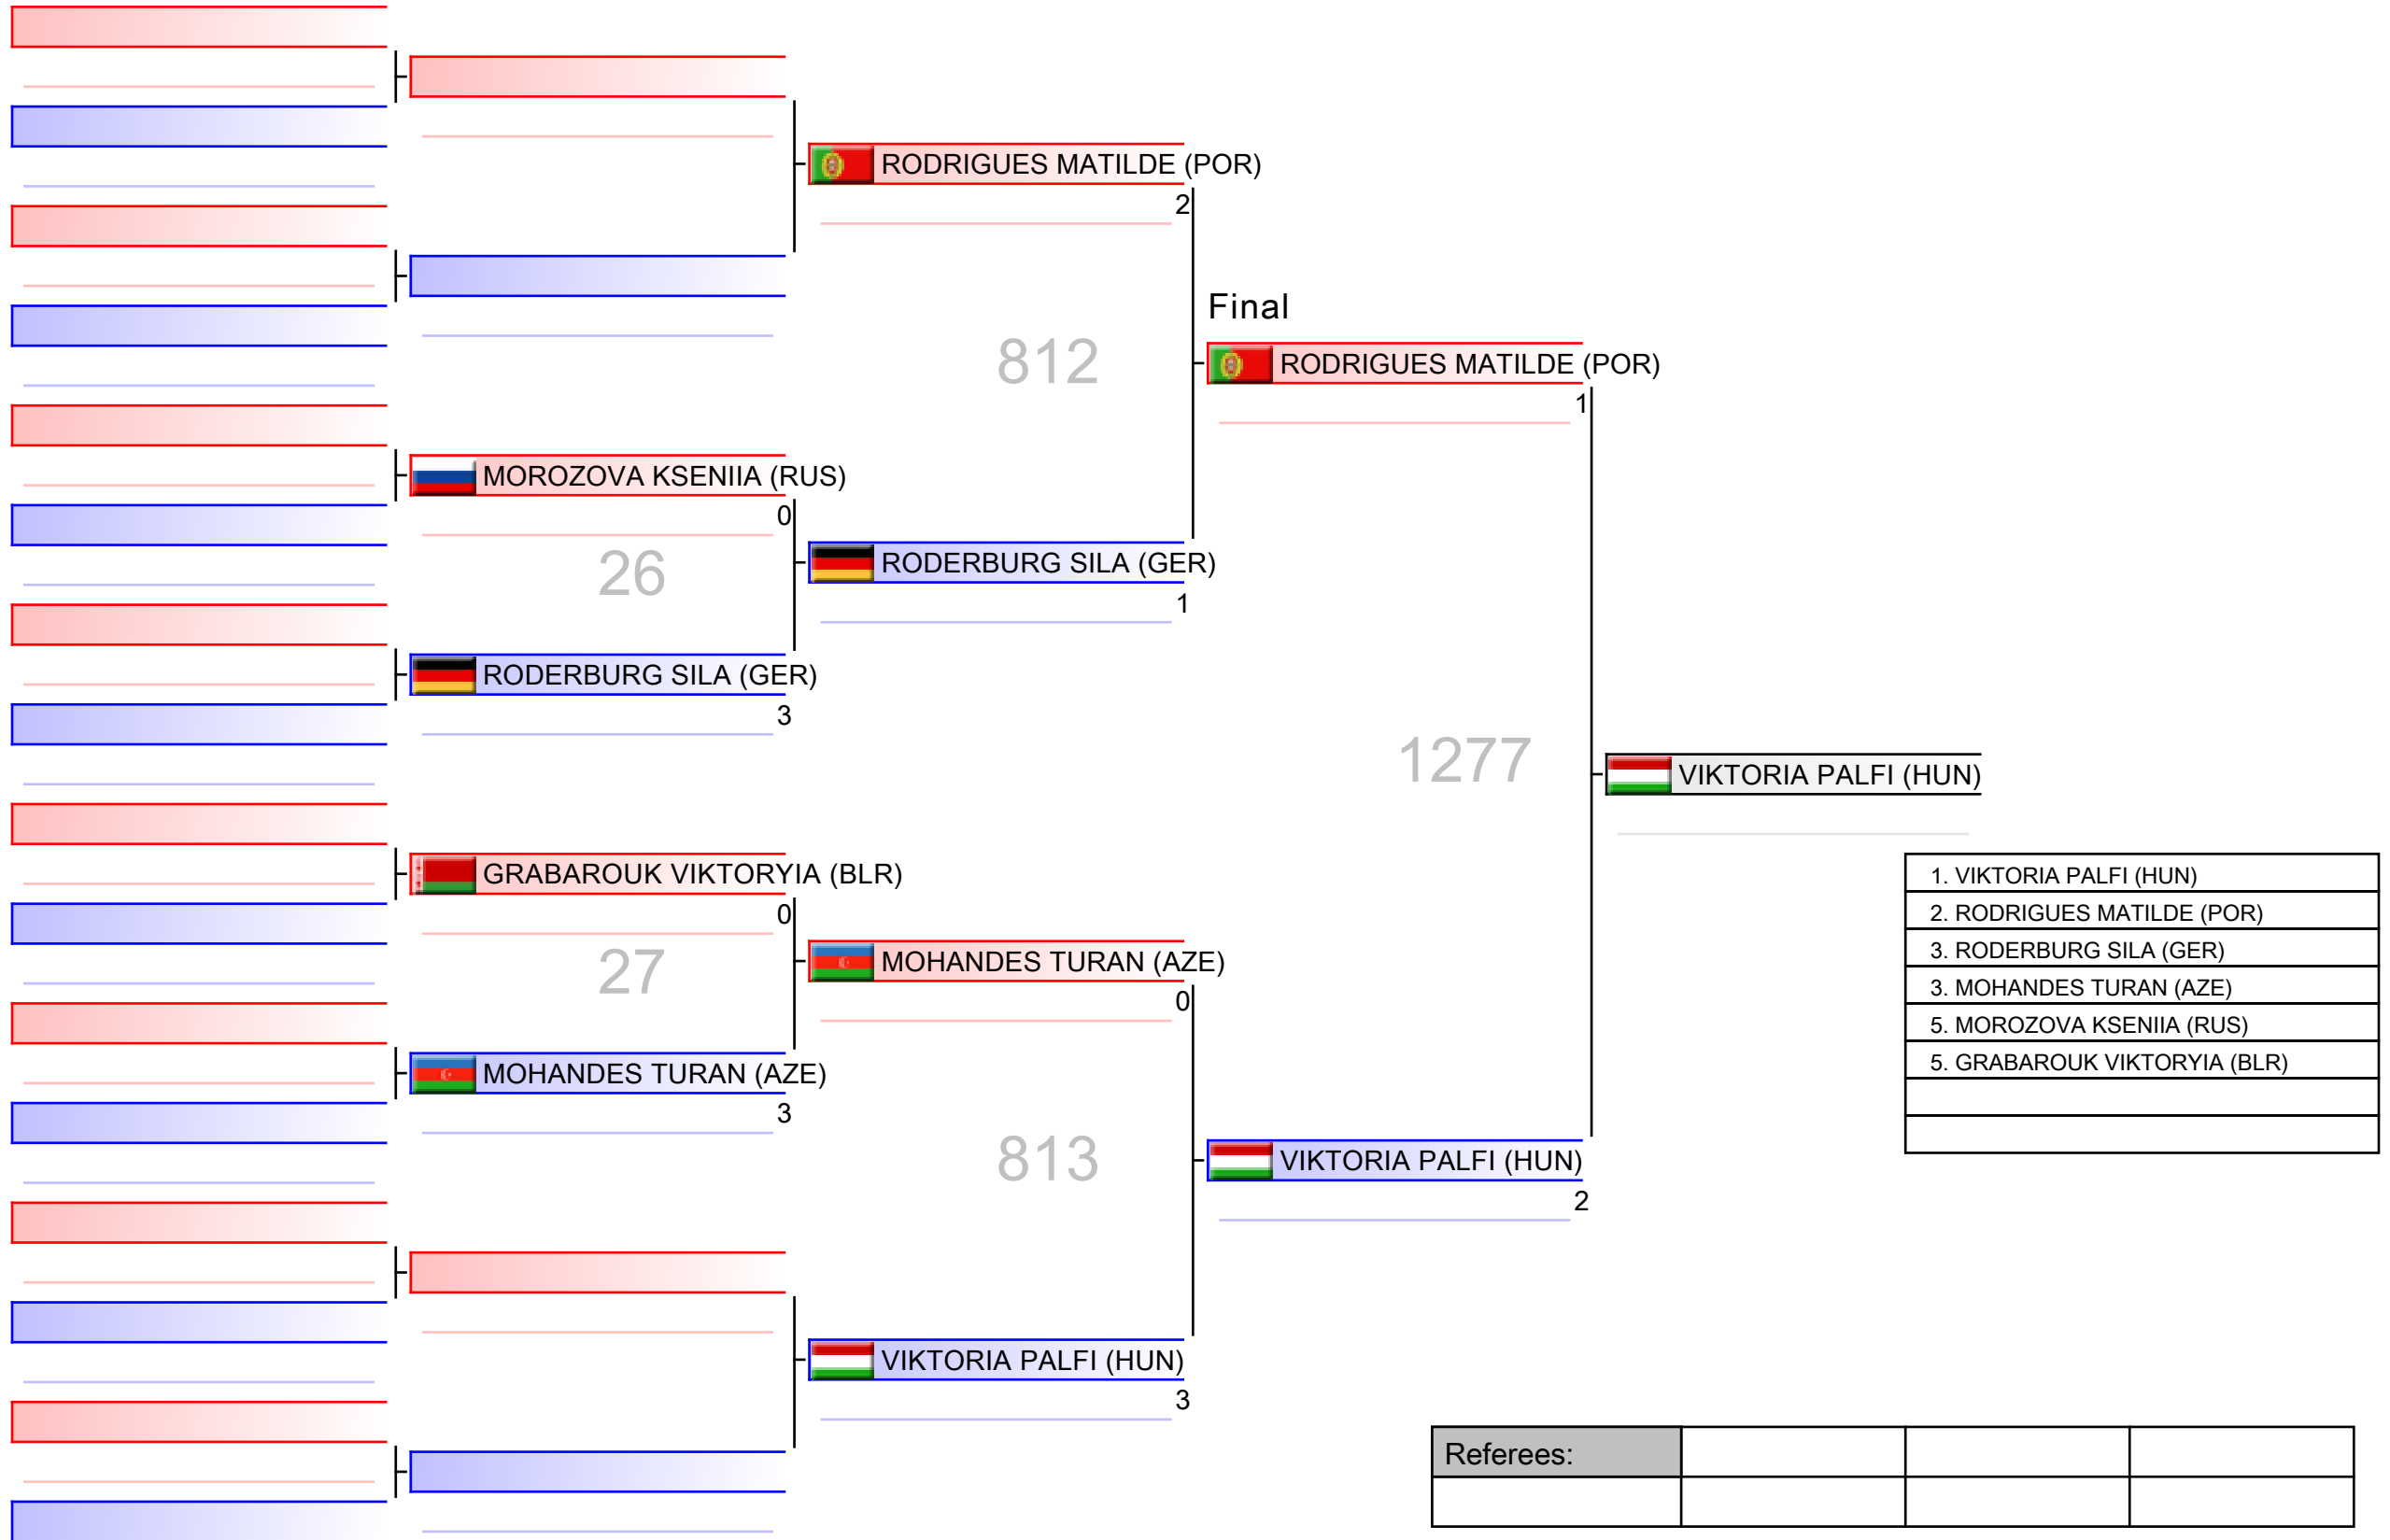 RODRIGUES MATILDE (POR)
2
Final
812
RODRIGUES MATILDE (POR)
1
MOROZOVA KSENIIA (RUS)
0
26
RODERBURG SILA (GER)
1
RODERBURG SILA (GER)
3
1277
VIKTORIA PALFI (HUN)
GRABAROUK VIKTORYIA (BLR)
0
27
MOHANDES TURAN (AZE)
0
MOHANDES TURAN (AZE)
3
813
VIKTORIA PALFI (HUN)
2
VIKTORIA PALFI (HUN)
3
1. VIKTORIA PALFI (HUN)
2. RODRIGUES MATILDE (POR)
3. RODERBURG SILA (GER)
3. MOHANDES TURAN (AZE)
5. MOROZOVA KSENIIA (RUS)
5. GRABAROUK VIKTORYIA (BLR)
Referees: